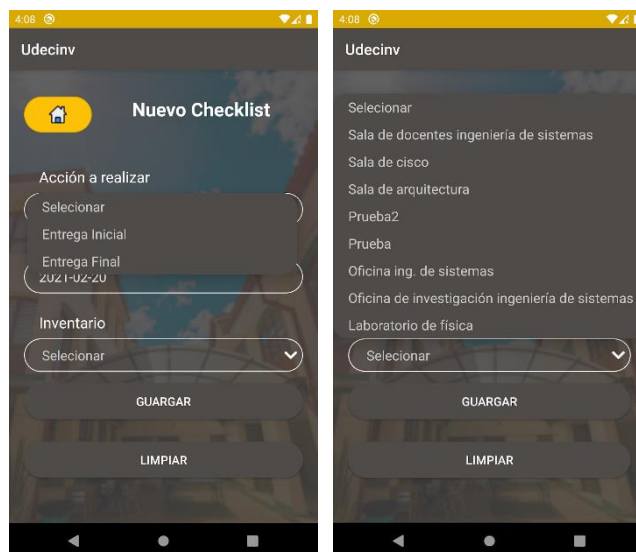 4:08
Udecinv
Nuevo Checklist
Acción a realizar
Selecionar
Entrega Inicial
Entrega Final
2021-02-20
Inventario
Selecionar
GUARGAR
LIMPIAR
4:08
Udecinv
Selecionar
Sala de docentes ingeniería de sistemas
Sala de cisco
Sala de arquitectura
Prueba2
Prueba
Oficina ing. de sistemas
Oficina de investigación ingeniería de sistemas
Laboratorio de física
Selecionar
GUARGAR
LIMPIAR